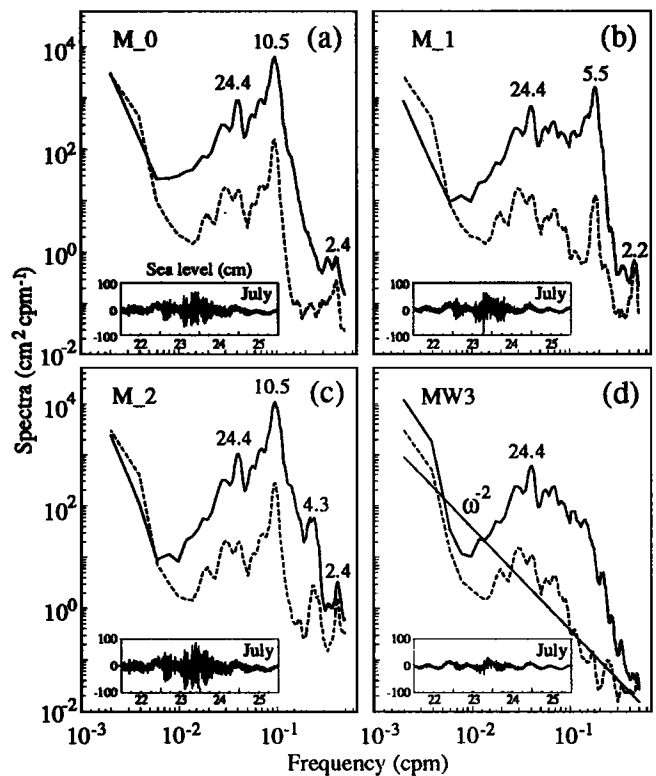 M_0 (a)
10.5
24.4
2.4
Sea level (cm)
100
0
-100
July
22 23 24 25
10^4
10^2
10^0
10^-2
M_1 (b)
5.5
24.4
2.2
100
0
-100
July
22 23 24 25
Spectra (cm² cpm⁻¹)
M_2 (c)
10.5
24.4
4.3
2.4
100
0
-100
July
22 23 24 25
10^4
10^2
10^0
10^-2
MW3 (d)
24.4
ω^-2
100
0
-100
July
22 23 24 25
10^-3 10^-2 10^-1 10^-3 10^-2 10^-1 10^0
Frequency (cpm)